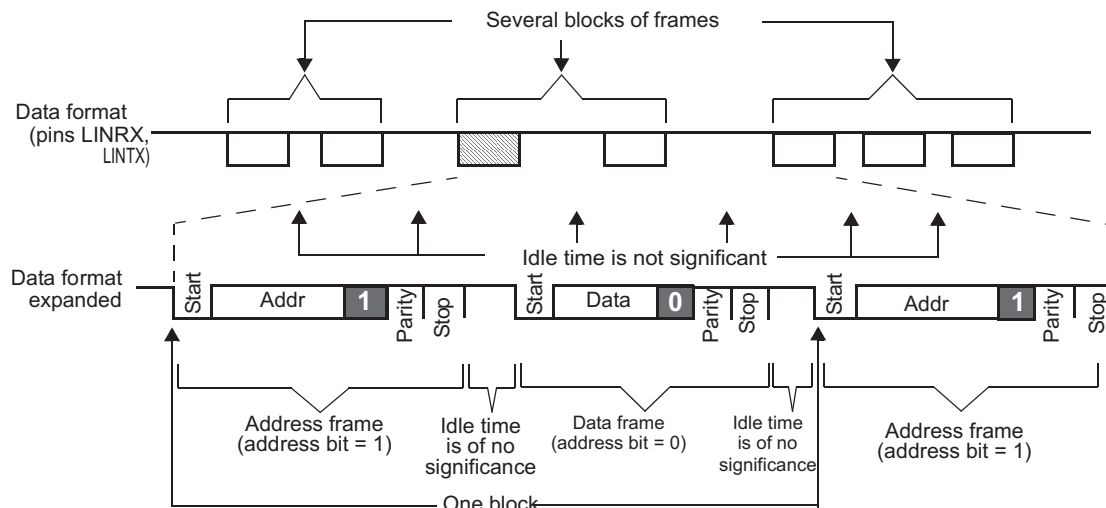 Several blocks of frames
Data format
(pins LINRX,
LINTX)
Idle time is not significant
Data format
expanded
Start
Addr
1
Parity
Stop
Start
Data
0
Parity
Stop
Start
Addr
1
Parity
Stop
Address frame
(address bit = 1)
Idle time
is of no
significance
Data frame
(address bit = 0)
Idle time
is of no
significance
Address frame
(address bit = 1)
One block